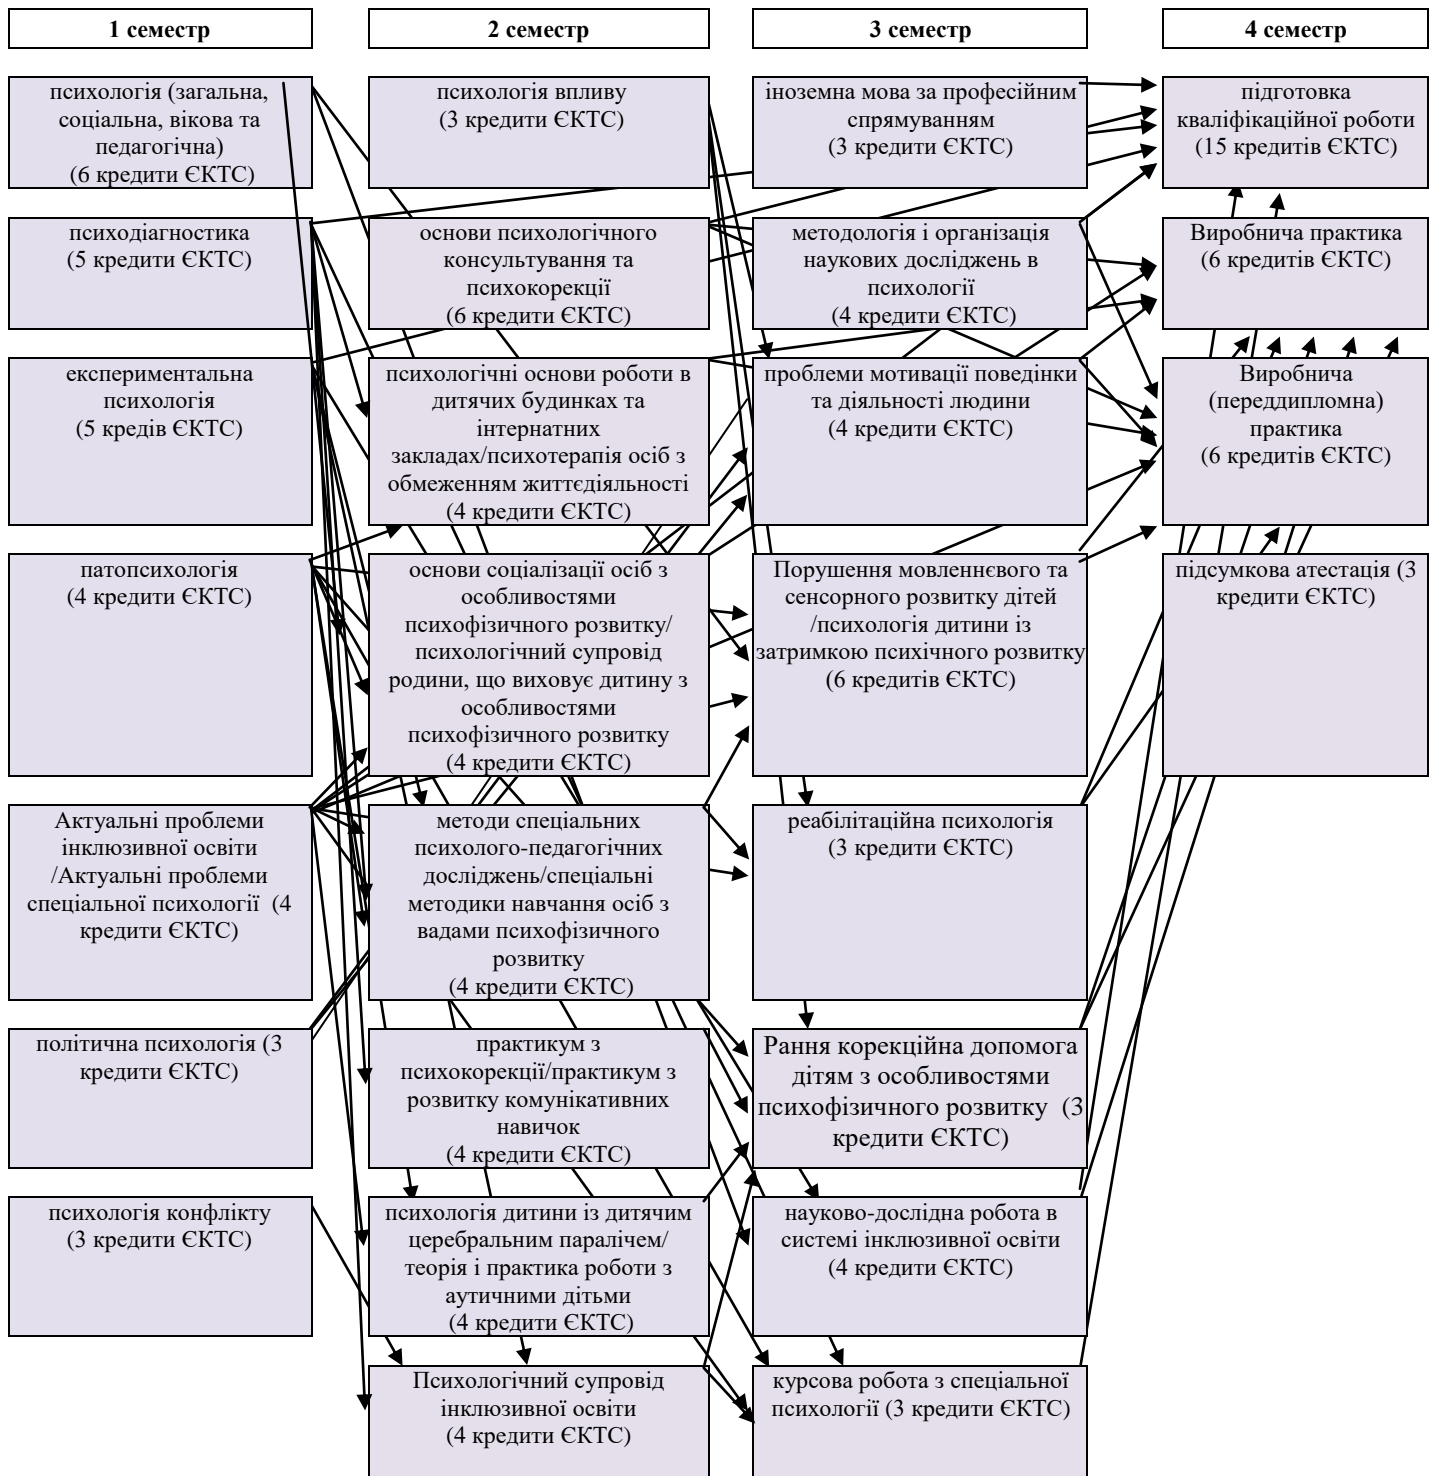 1 семестр
2 семестр
3 семестр
4 семестр
психологія (загальна,
соціальна, вікова та
педагогічна)
(6 кредити ЄКТС)
психодіагностика
(5 кредити ЄКТС)
експериментальна
психологія
(5 кредів ЄКТС)
патопсихологія
(4 кредити ЄКТС)
Актуальні проблеми
інклюзивної освіти
/Актуальні проблеми
спеціальної психології (4
кредити ЄКТС)
політична психологія (3
кредити ЄКТС)
психологія конфлікту
(3 кредити ЄКТС)
психологія впливу
(3 кредити ЄКТС)
основи психологічного
консультування та
психокорекції
(6 кредити ЄКТС)
психологічні основи роботи в
дитячих будинках та
інтернатних
закладах/психотерапія осіб з
обмеженням життєдіяльності
(4 кредити ЄКТС)
основи соціалізації осіб з
особливостями
психофізичного розвитку/
психологічний супровід
родини, що виховує дитину з
особливостями
психофізичного розвитку
(4 кредити ЄКТС)
методи спеціальних
психолого-педагогічних
досліджень/спеціальні
методики навчання осіб з
вадами психофізичного
розвитку
(4 кредити ЄКТС)
практикум з
психокорекції/практикум з
розвитку комунікативних
навичок
(4 кредити ЄКТС)
психологія дитини із дитячим
церебральним паралічем/
теорія і практика роботи з
аутичними дітьми
(4 кредити ЄКТС)
Психологічний супровід
інклюзивної освіти
(4 кредити ЄКТС)
іноземна мова за професійним
спрямуванням
(3 кредити ЄКТС)
методологія і організація
наукових досліджень в
психології
(4 кредити ЄКТС)
проблеми мотивації поведінки
та діяльності людини
(4 кредити ЄКТС)
Порушення мовленнєвого та
сенсорного розвитку дітей
/психологія дитини із
затримкою психічного розвитку
(6 кредитів ЄКТС)
реабілітаційна психологія
(3 кредити ЄКТС)
Рання корекційна допомога
дітям з особливостями
психофізичного розвитку (3
кредити ЄКТС)
науково-дослідна робота в
системі інклюзивної освіти
(4 кредити ЄКТС)
курсова робота з спеціальної
психології (3 кредити ЄКТС)
підготовка
кваліфікаційної роботи
(15 кредитів ЄКТС)
Виробнича практика
(6 кредитів ЄКТС)
Виробнича
(переддипломна)
практика
(6 кредитів ЄКТС)
підсумкова атестація (3
кредити ЄКТС)